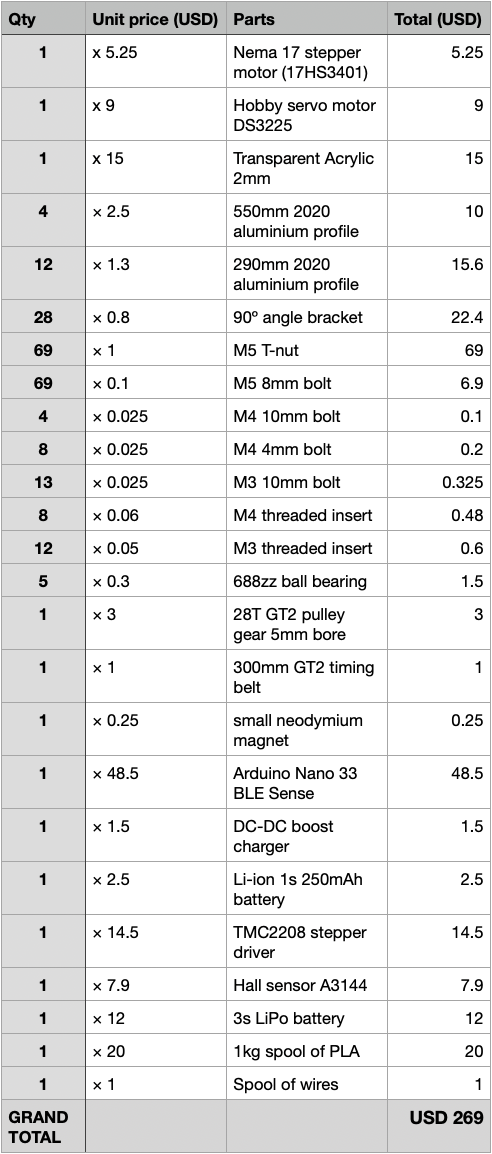 Qty Unit price (USD) Parts Total (USD)
1 x 5.25 Nema 17 stepper 5.25
motor (17HS3401)
1 x 9 Hobby servo motor 9
DS3225
1 x 15 Transparent Acrylic 15
2mm
4 × 2.5 550mm 2020 10
aluminium profile
12 × 1.3 290mm 2020 15.6
aluminium profile
28 × 0.8 90º angle bracket 22.4
69 × 1 M5 T-nut 69
69 × 0.1 M5 8mm bolt 6.9
4 × 0.025 M4 10mm bolt 0.1
8 × 0.025 M4 4mm bolt 0.2
13 × 0.025 M3 10mm bolt 0.325
8 × 0.06 M4 threaded insert 0.48
12 × 0.05 M3 threaded insert 0.6
5 × 0.3 688zz ball bearing 1.5
1 × 3 28T GT2 pulley 3
gear 5mm bore
1 × 1 300mm GT2 timing 1
belt
1 × 0.25 small neodymium 0.25
magnet
1 × 48.5 Arduino Nano 33 48.5
BLE Sense
1 × 1.5 DC-DC boost 1.5
charger
1 × 2.5 Li-ion 1s 250mAh 2.5
battery
1 × 14.5 TMC2208 stepper 14.5
driver
1 × 7.9 Hall sensor A3144 7.9
1 × 12 3s LiPo battery 12
1 × 20 1kg spool of PLA 20
1 × 1 Spool of wires 1
GRAND USD 269
TOTAL